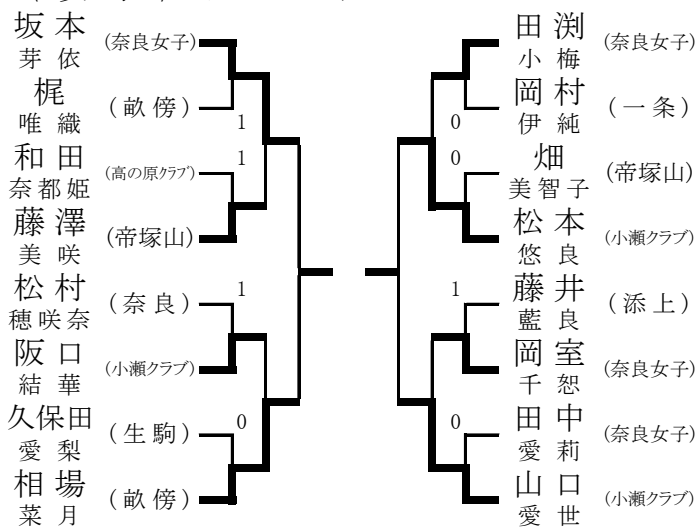 坂本 芽依 (奈良女子)
梶 唯織 (畝傍)
1
1
和田 奈都姫 (高の原クラブ)
藤澤 美咲 (帝塚山)
松村 穂咲奈 (奈良)
1
阪口 結華 (小瀬クラブ)
久保田 愛梨 (生駒)
0
相場 菜月 (畝傍)
田渕 小梅 (奈良女子)
岡村 伊純 (一条)
0
0
畑 美智子 (帝塚山)
松本 悠良 (小瀬クラブ)
1
藤井 藍良 (添上)
岡室 千恕 (奈良女子)
0
田中 愛莉 (奈良女子)
山口 愛世 (小瀬クラブ)